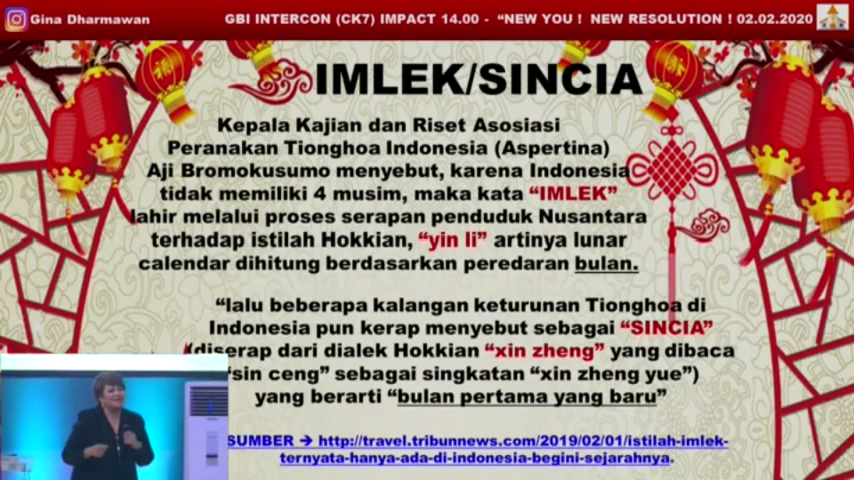 Gina Dharmawan
GBI INTERCON (CK7) IMPACT 14.00 - “NEW YOU ! NEW RESOLUTION ! 02.02.2020
IMLEK/SINCIA
Kepala Kajian dan Riset Asosiasi
Peranakan Tionghoa Indonesia (Aspertina)
Aji Bromokusumo menyebut, karena Indonesia
tidak memiliki 4 musim, maka kata “IMLEK”
lahir melalui proses serapan penduduk Nusantara
terhadap istilah Hokkian, “yin li” artinya lunar
calendar dihitung berdasarkan peredaran bulan.
“lalu beberapa kalangan keturunan Tionghoa di
Indonesia pun kerap menyebut sebagai “SINCIA”
(diserap dari dialek Hokkian “xin zheng” yang dibaca
“sin ceng” sebagai singkatan “xin zheng yue”)
yang berarti “bulan pertama yang baru”
SUMBER → http://travel.tribunnews.com/2019/02/01/istilah-imlek-
ternyata-hanya-ada-di-indonesia-begini-sejarahnya.